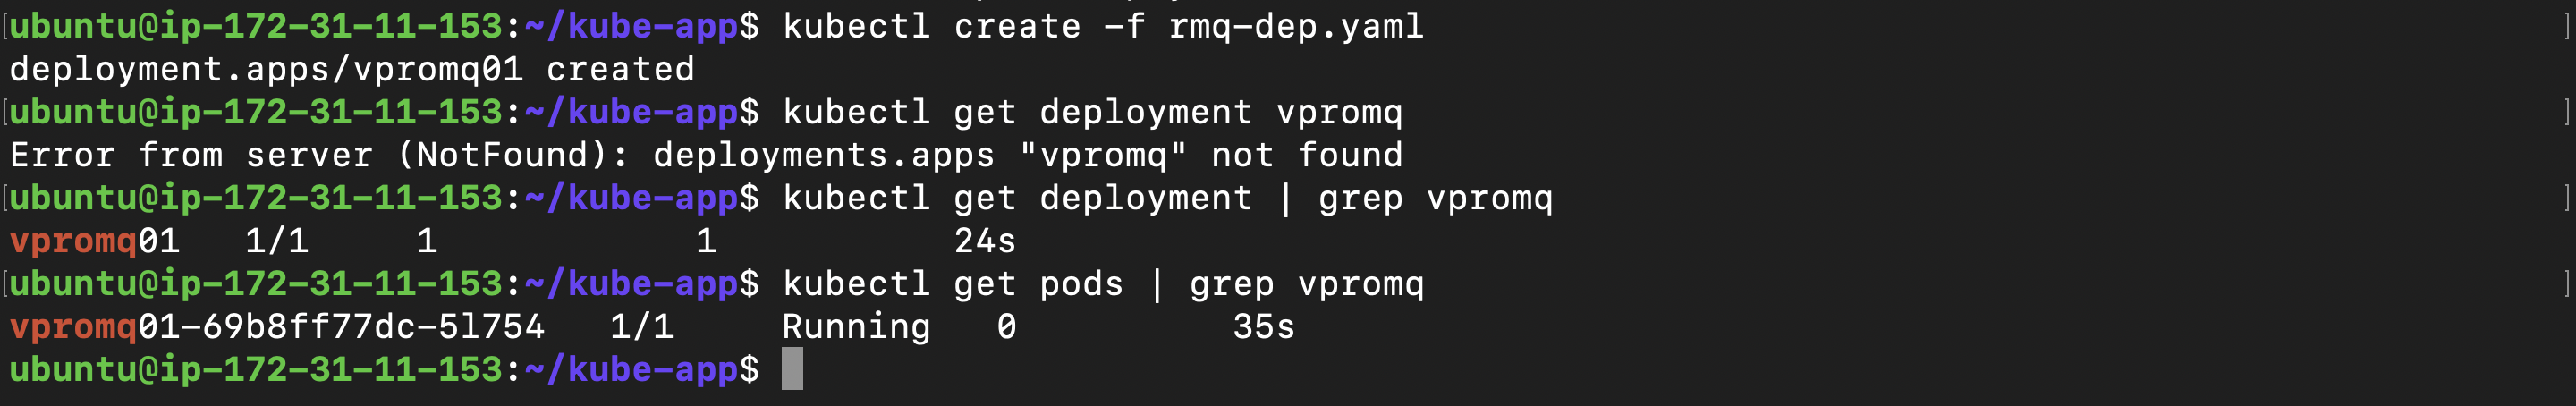 [ubuntu@ip-172-31-11-153:~/kube-app$ kubectl create -f rmq-dep.yaml ]
deployment.apps/vpromq01 created
[ubuntu@ip-172-31-11-153:~/kube-app$ kubectl get deployment vpromq ]
Error from server (NotFound): deployments.apps "vpromq" not found
[ubuntu@ip-172-31-11-153:~/kube-app$ kubectl get deployment | grep vpromq ]
vpromq01   1/1     1            1           24s
[ubuntu@ip-172-31-11-153:~/kube-app$ kubectl get pods | grep vpromq ]
vpromq01-69b8ff77dc-5l754   1/1     Running   0          35s
ubuntu@ip-172-31-11-153:~/kube-app$